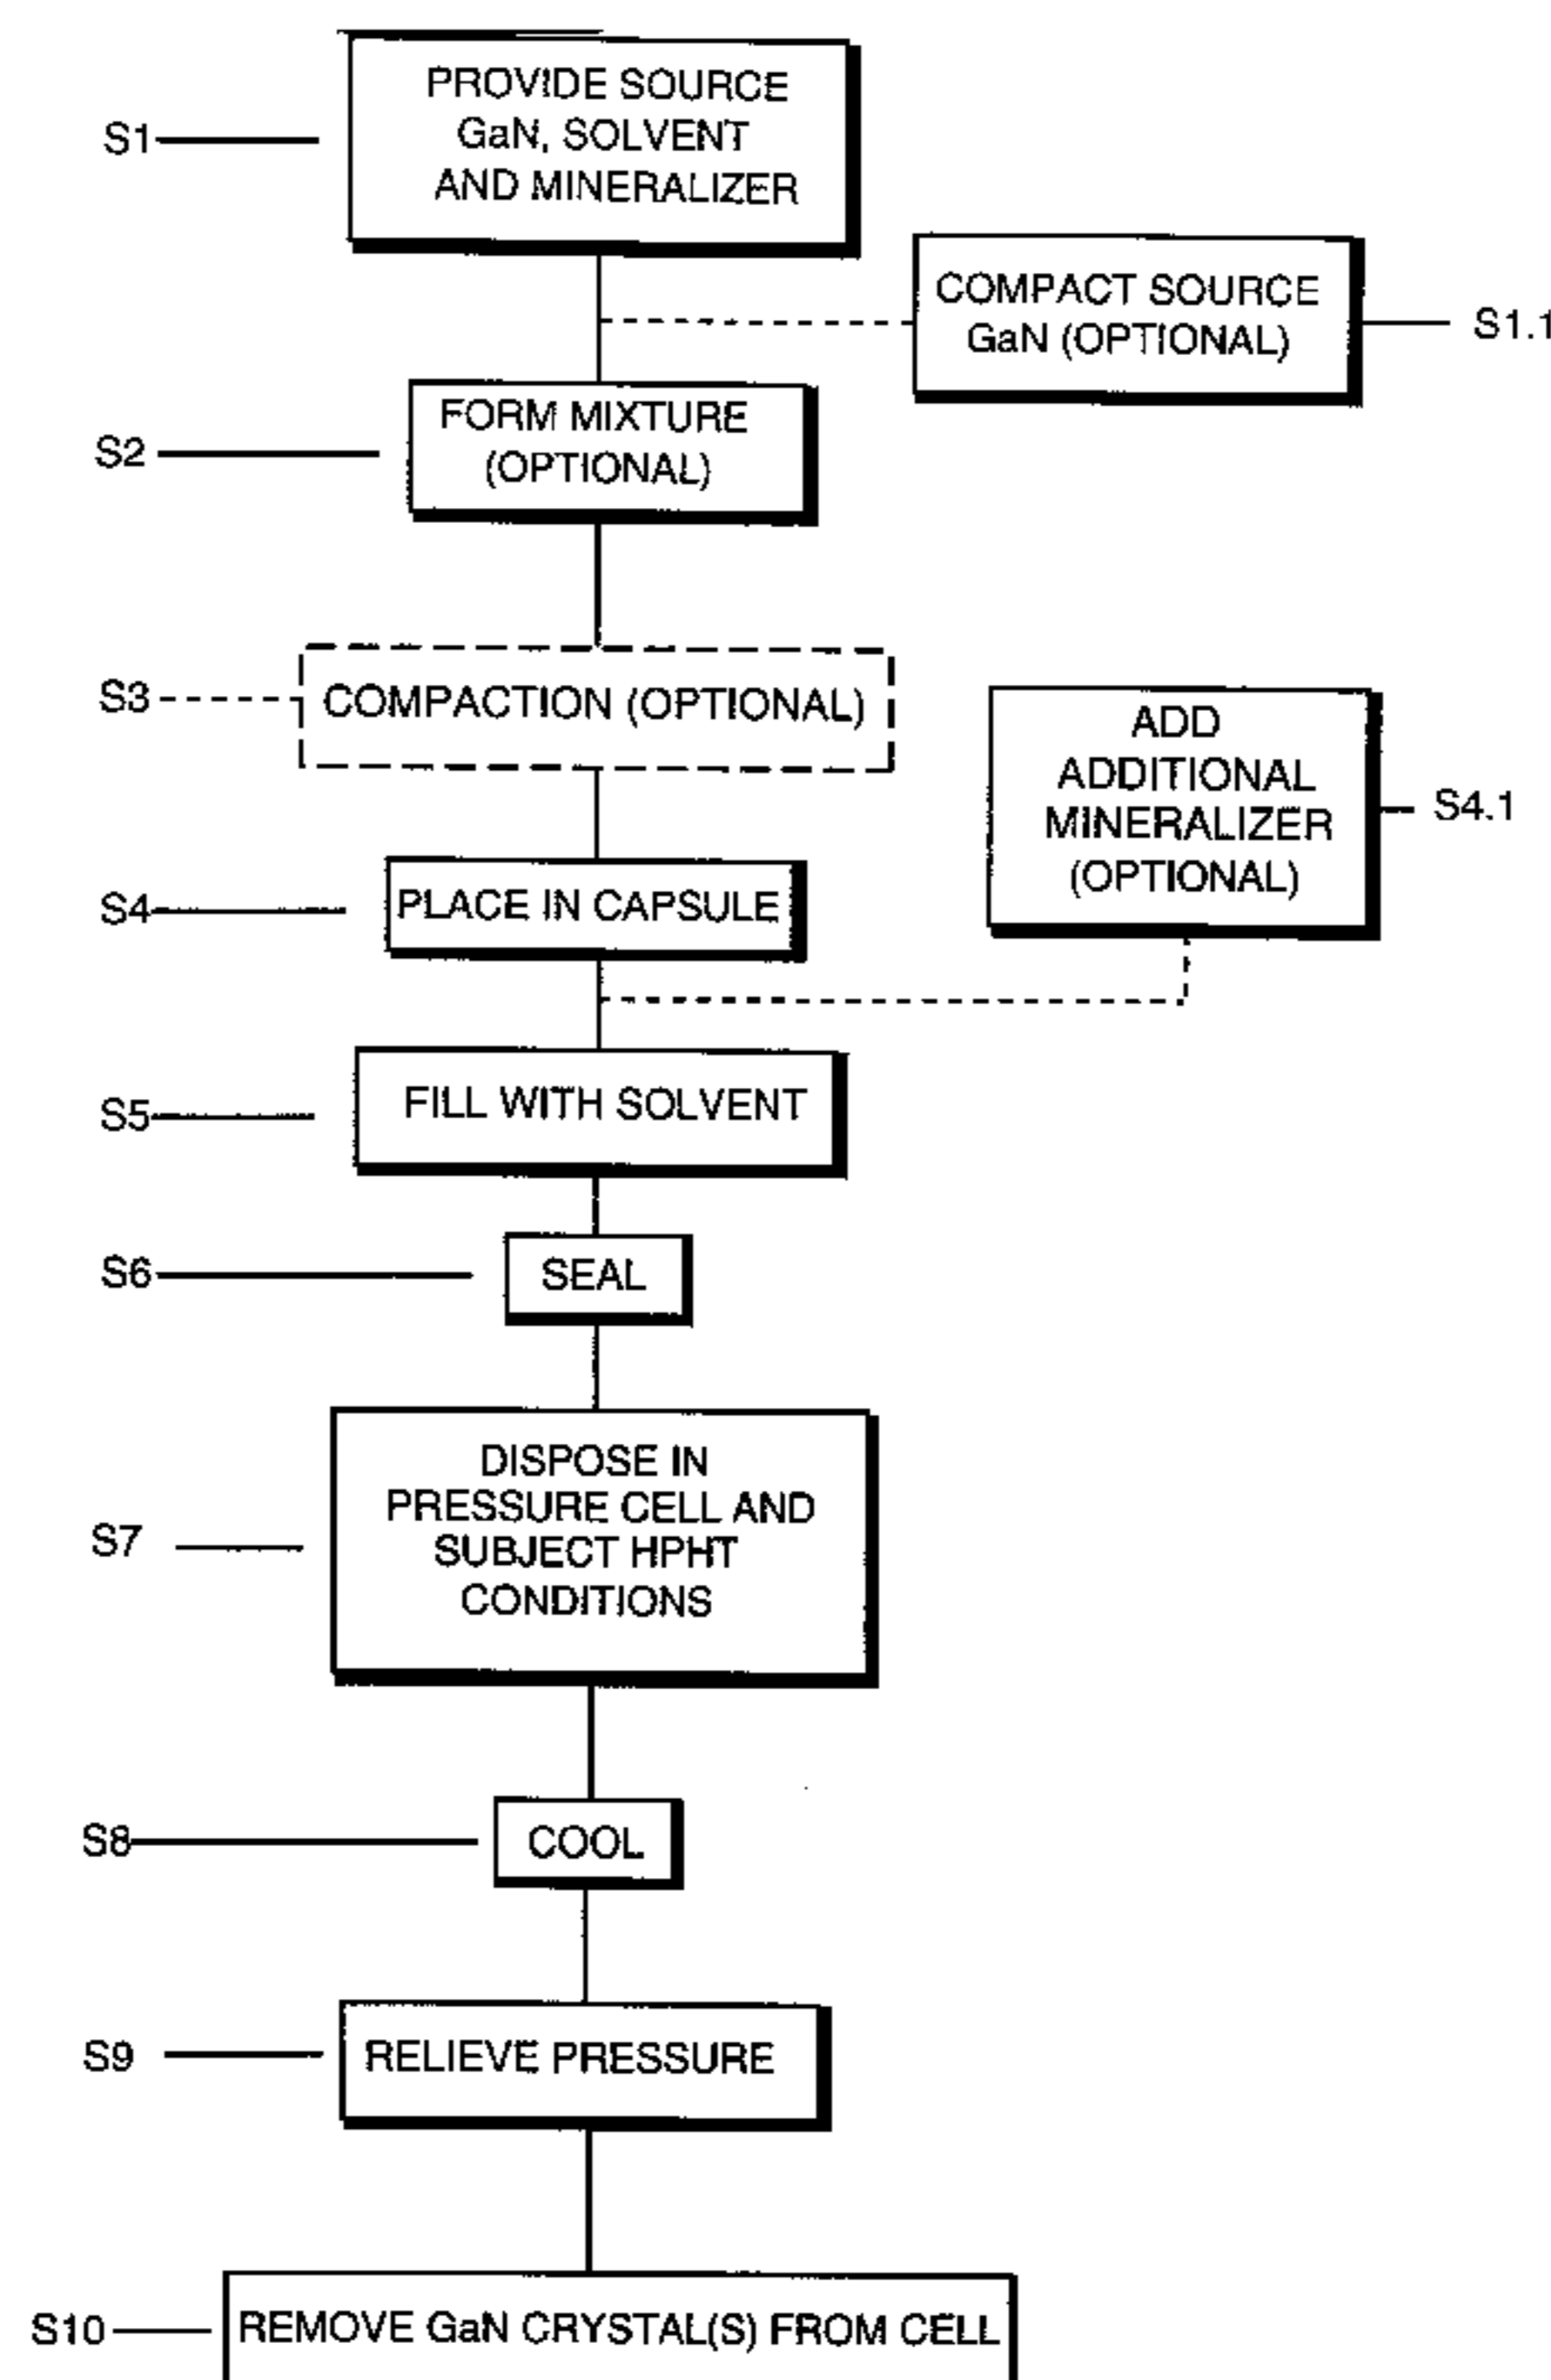 S1
PROVIDE SOURCE
GaN, SOLVENT
AND MINERALIZER
COMPACT SOURCE
GaN (OPTIONAL)
S1.1
S2
FORM MIXTURE
(OPTIONAL)
S3
COMPACTION (OPTIONAL)
ADD
ADDITIONAL
MINERALIZER
(OPTIONAL)
S4.1
S4
PLACE IN CAPSULE
S5
FILL WITH SOLVENT
S6
SEAL
S7
DISPOSE IN
PRESSURE CELL AND
SUBJECT HPHT
CONDITIONS
S8
COOL
S9
RELIEVE PRESSURE
S10
REMOVE GaN CRYSTAL(S) FROM CELL